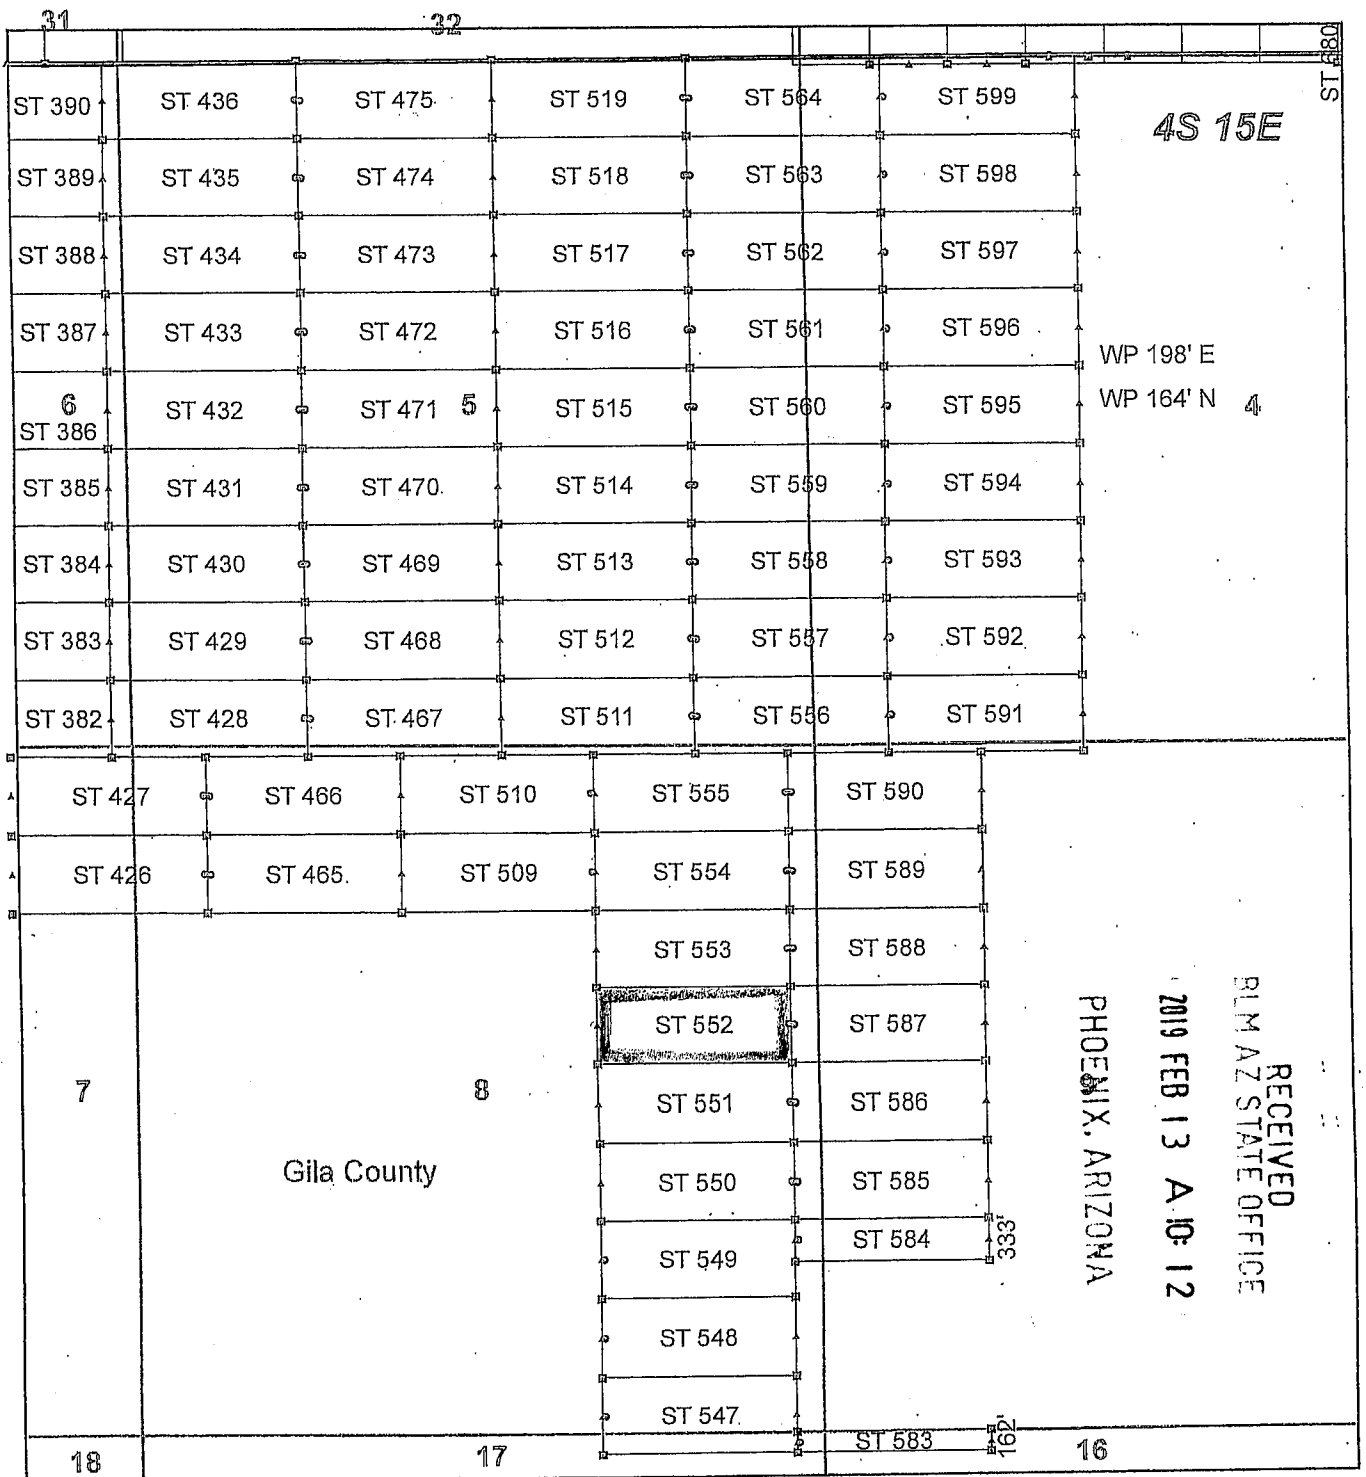 31 32
ST 680
ST 390 ST 436 ST 475 ST 519 ST 564 ST 599
4S 15E
ST 389 ST 435 ST 474 ST 518 ST 563 ST 598
ST 388 ST 434 ST 473 ST 517 ST 562 ST 597
ST 387 ST 433 ST 472 ST 516 ST 561 ST 596
WP 198' E
6 ST 432 ST 471 5 ST 515 ST 560 ST 595 WP 164' N 4
ST 386
ST 385 ST 431 ST 470 ST 514 ST 559 ST 594
ST 384 ST 430 ST 469 ST 513 ST 558 ST 593
ST 383 ST 429 ST 468 ST 512 ST 557 ST 592
ST 382 ST 428 ST 467 ST 511 ST 556 ST 591
ST 427 ST 466 ST 510 ST 555 ST 590
ST 426 ST 465 ST 509 ST 554 ST 589
ST 553 ST 588
ST 552 ST 587
7 8 ST 551 ST 586
Gila County ST 550 ST 585
ST 584 333'
ST 549
ST 548
ST 547
ST 583 162'
18 17 16
RECEIVED
BLM AZ STATE OFFICE
2019 FEB 13 A 10: 12
PHOENIX, ARIZONA